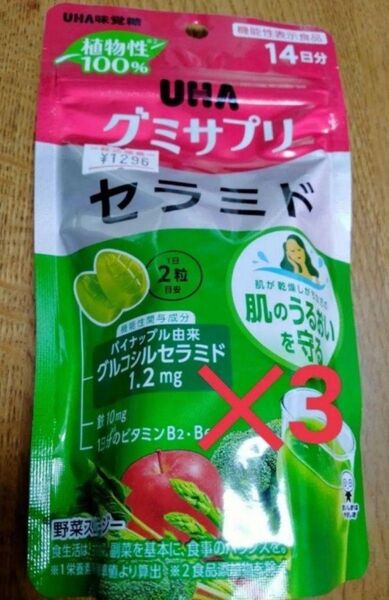 UHA味覚糖
機能性表示食品
植物性
100%
14日分
UHA
グミサプリ
¥1296
セラミド
1日
2粒
目安
肌が乾燥しがちな方の
肌のうるおい
を守る
機能性関与成分
パイナップル由来
グルコシルセラミド
1.2mg
×3
鉄10mg
1日分のビタミンB2・B6
野菜スムージー
食生活は、主食、主菜、副菜を基本に、食事のバランスを。